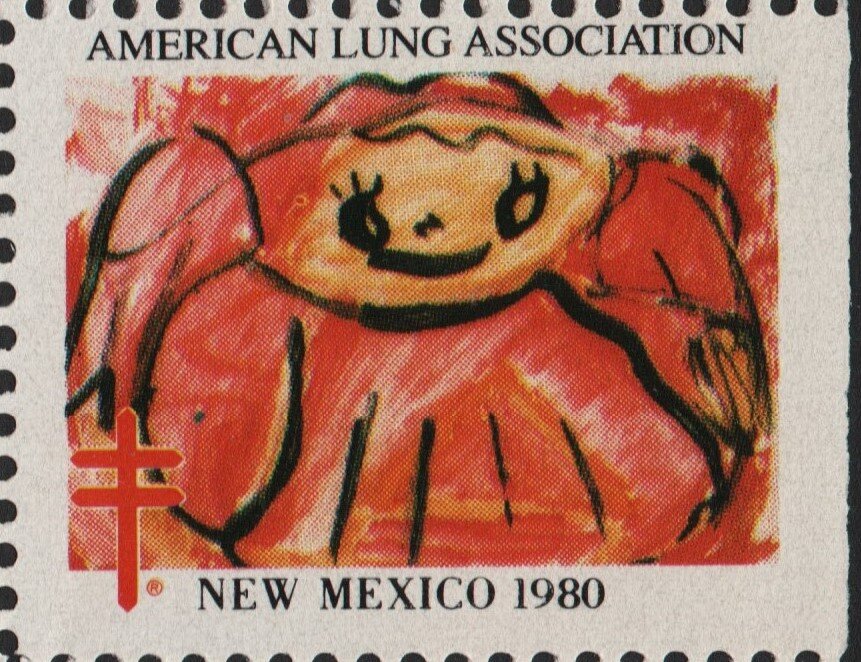 AMERICAN LUNG ASSOCIATION
®
NEW MEXICO 1980